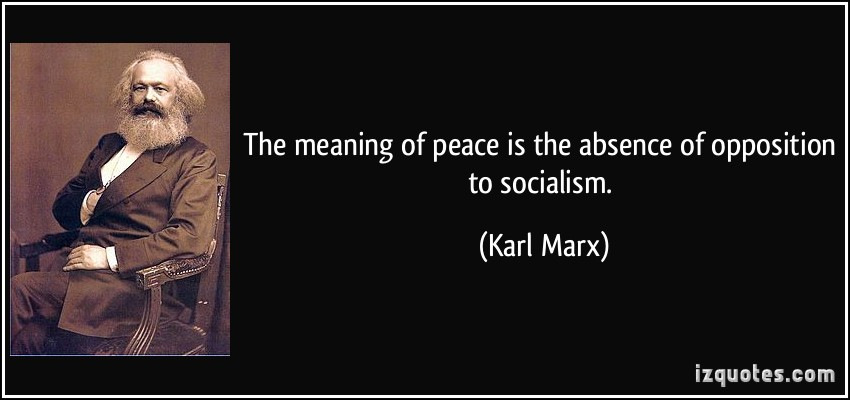 The meaning of peace is the absence of opposition
to socialism.
(Karl Marx)
izquotes.com